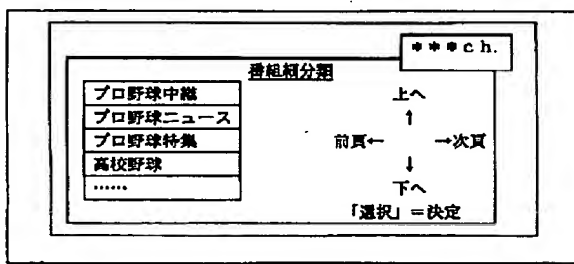 ＊＊＊ｃｈ.
番組細分類
プロ野球中継
プロ野球ニュース
プロ野球特集
高校野球
……
上へ
↑
前頁← →次頁
↓
下へ
「選択」＝決定